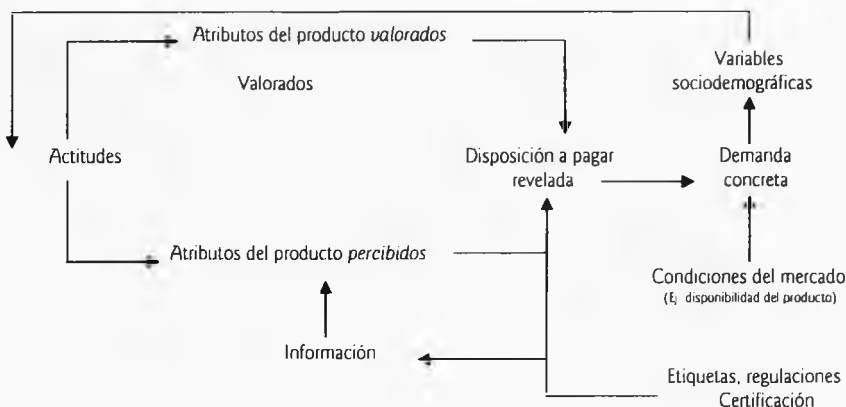 Atributos del producto valorados
Valorados
Variables
sociodemográficas
Actitudes
Disposición a pagar
revelada
Demanda
concreta
Atributos del producto percibidos
Condiciones del mercado
(Ej disponibilidad del producto)
Información
Etiquetas, regulaciones
Certificación